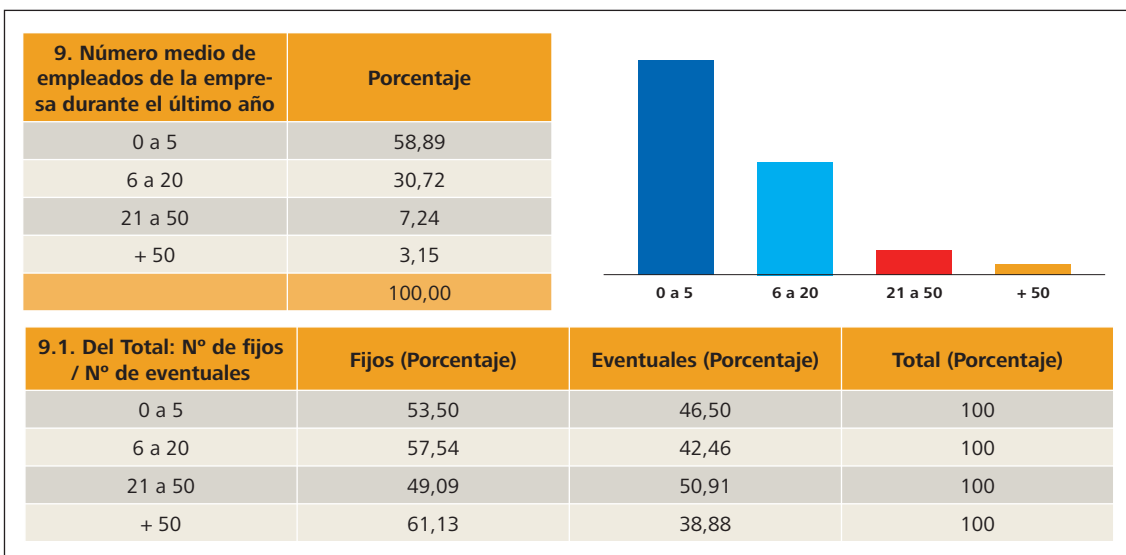 9. Número medio de
empleados de la empre-
sa durante el último año
Porcentaje
0 a 5 58,89
6 a 20 30,72
21 a 50 7,24
+ 50 3,15
100,00
0 a 5 6 a 20 21 a 50 + 50
9.1. Del Total: Nº de fijos
/ Nº de eventuales
Fijos (Porcentaje) Eventuales (Porcentaje) Total (Porcentaje)
0 a 5 53,50 46,50 100
6 a 20 57,54 42,46 100
21 a 50 49,09 50,91 100
+ 50 61,13 38,88 100